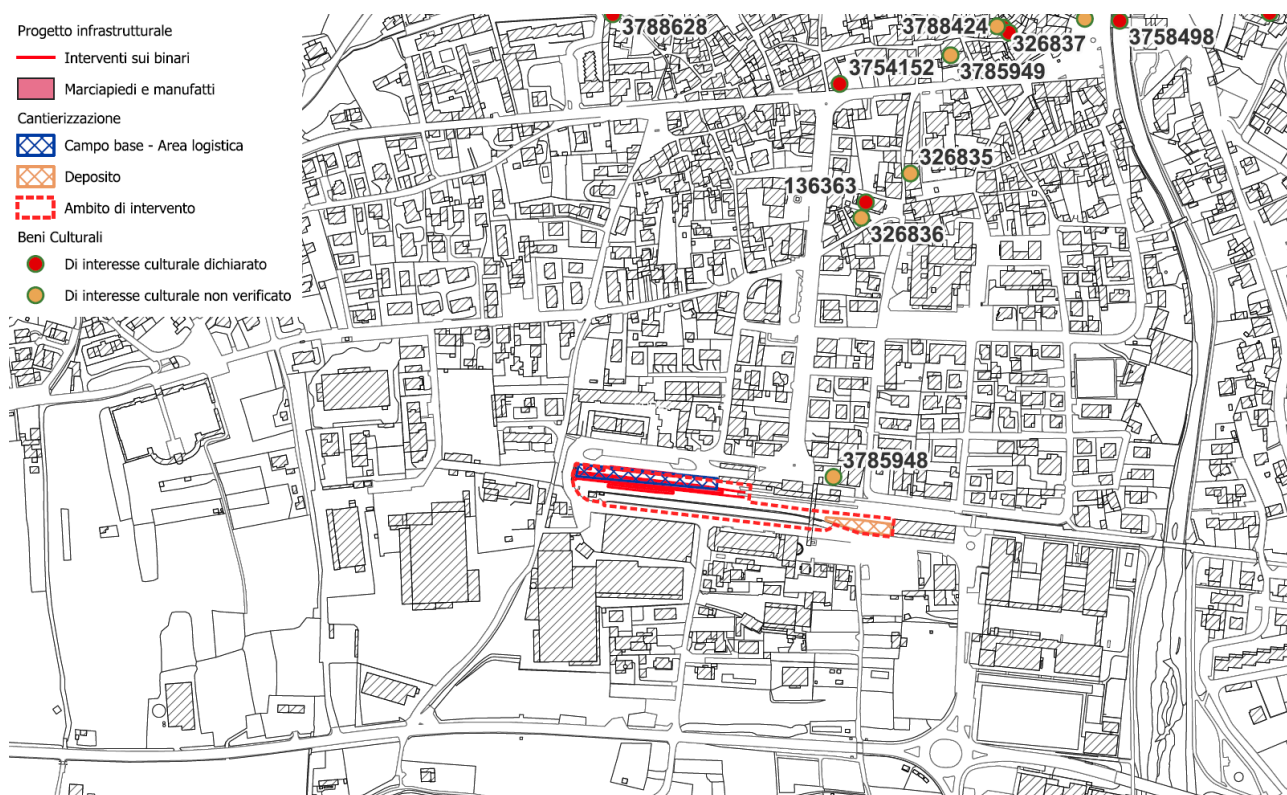 Progetto infrastrutturale
Interventi sui binari
Marciapiedi e manufatti
Cantierizzazione
Campo base - Area logistica
Deposito
Ambito di intervento
Beni Culturali
Di interesse culturale dichiarato
Di interesse culturale non verificato
3788628
3788424
326837
3758498
3785949
3754152
326835
136363
326836
3785948